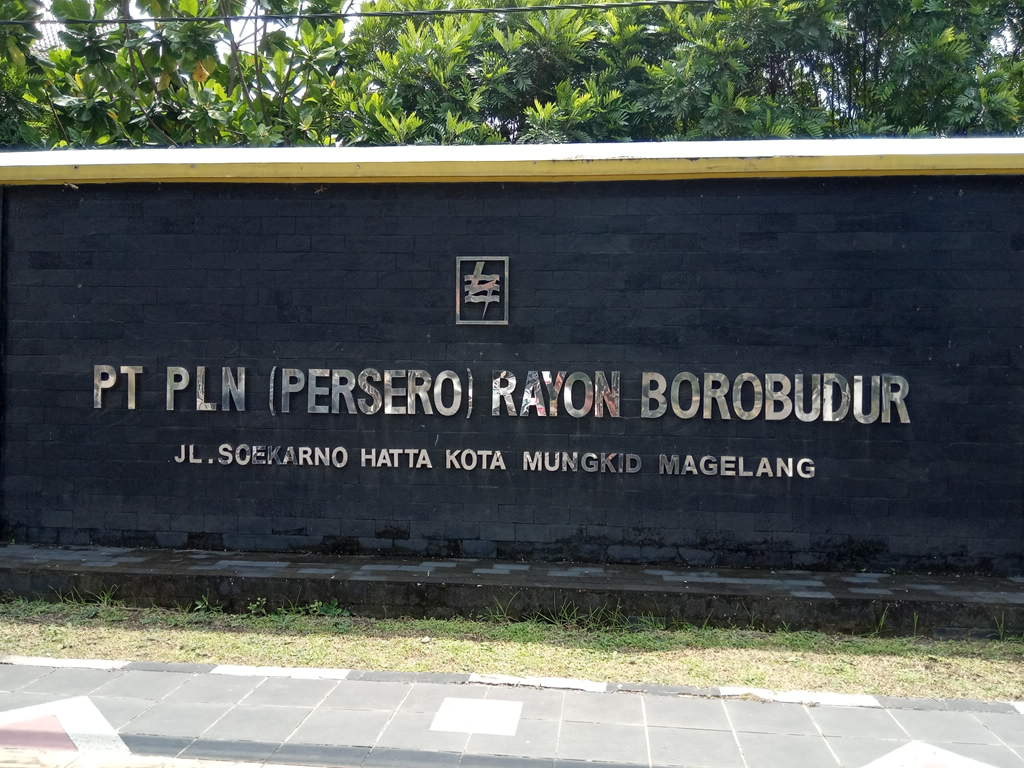 PT PLN (PERSERO) RAYON BOROBUDUR
JL.SOEKARNO HATTA KOTA MUNGKID MAGELANG